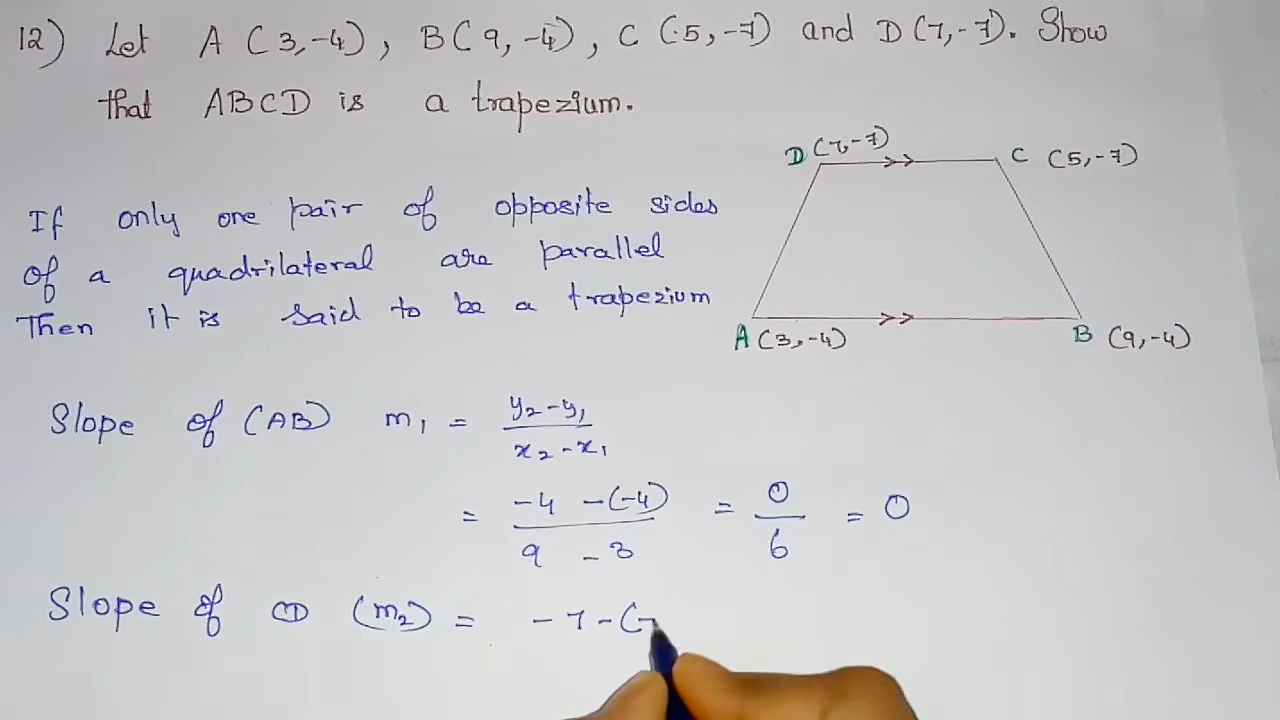 12) Let A (3,-4), B(9,-4), C (5,-7) and D(7,-7). Show
that ABCD is a trapezium.
D (7,-7)
C (5,-7)
If only one pair of opposite sides
of a quadrilateral are parallel
Then it is said to be a trapezium
A (3,-4)
B (9,-4)
Slope of (AB) m₁ = y₂-y₁ / x₂-x₁
= -4 -(-4) / 9 - 3 = 0 / 6 = 0
Slope of CD (m₂) = -7-(-